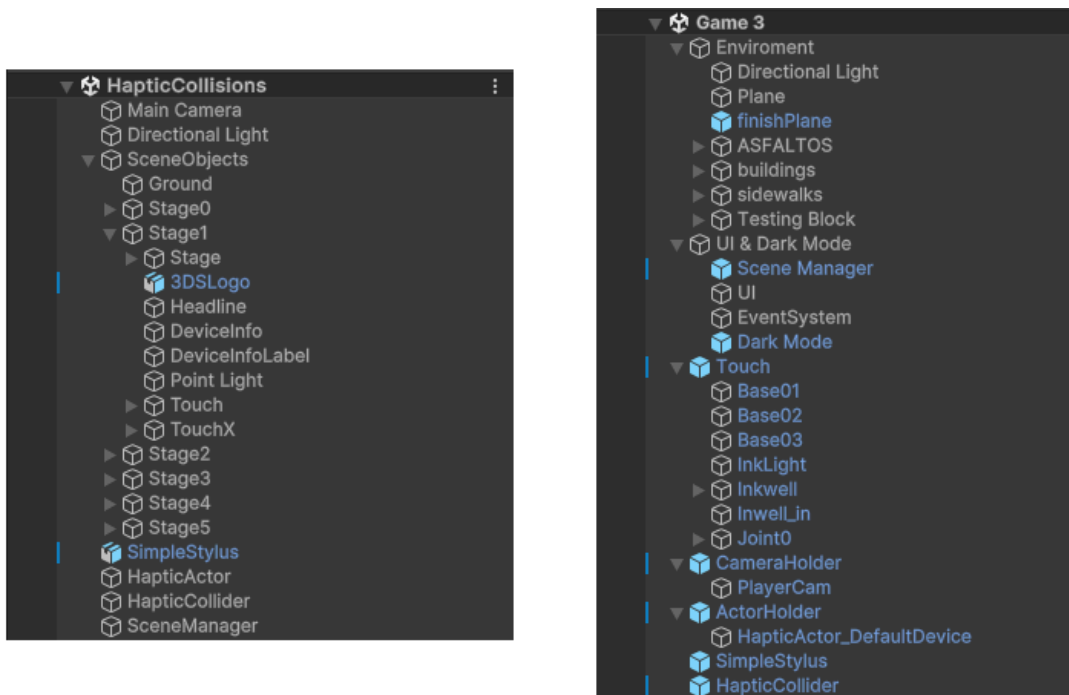 HapticCollisions
Main Camera
Directional Light
SceneObjects
Ground
Stage0
Stage1
Stage
3DSLogo
Headline
DeviceInfo
DeviceInfoLabel
Point Light
Touch
TouchX
Stage2
Stage3
Stage4
Stage5
SimpleStylus
HapticActor
HapticCollider
SceneManager
Game 3
Enviroment
Directional Light
Plane
finishPlane
ASFALTOS
buildings
sidewalks
Testing Block
UI & Dark Mode
Scene Manager
UI
EventSystem
Dark Mode
Touch
Base01
Base02
Base03
InkLight
Inkwell
Inwell_in
Joint0
CameraHolder
PlayerCam
ActorHolder
HapticActor_DefaultDevice
SimpleStylus
HapticCollider